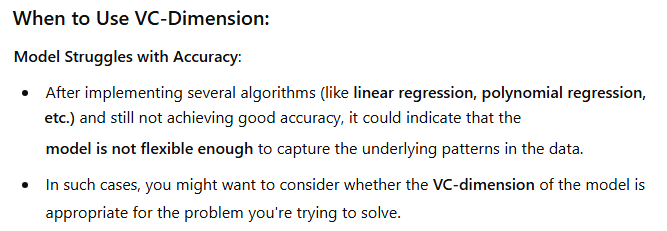 When to Use VC-Dimension:
Model Struggles with Accuracy:
• After implementing several algorithms (like linear regression, polynomial regression,
etc.) and still not achieving good accuracy, it could indicate that the
model is not flexible enough to capture the underlying patterns in the data.
• In such cases, you might want to consider whether the VC-dimension of the model is
appropriate for the problem you're trying to solve.